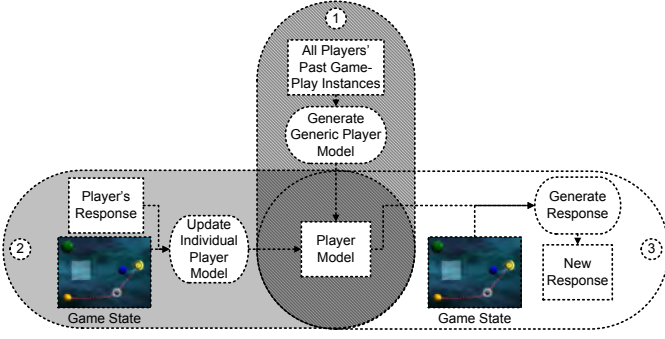 1
All Players'
Past Game-
Play Instances
Generate
Generic Player
Model
2
Player's
Response
Game State
Update
Individual
Player
Model
Player
Model
Game State
Generate
Response
New
Response
3